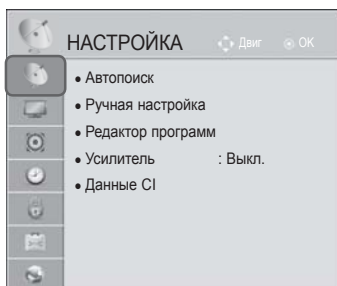 НАСТРОЙКА Двиг OK
• Автопоиск
• Ручная настройка
• Редактор программ
• Усилитель : Выкл.
• Данные CI